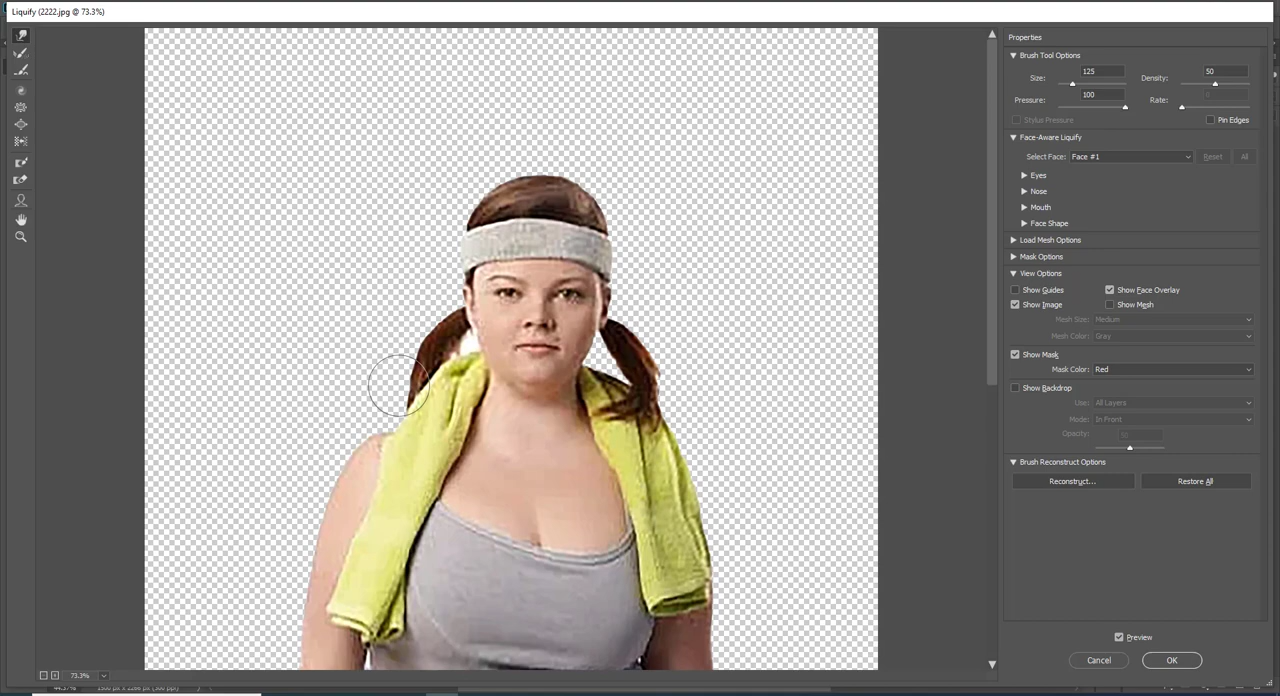 Liquify (2222.jpg @ 73.3%)
Properties
Brush Tool Options
Size: 125 Density: 50
Pressure: 100 Rate: 0
Stylus Pressure Pin Edges
Face-Aware Liquify
Select Face: Face #1 Reset All
Eyes
Nose
Mouth
Face Shape
Load Mesh Options
Mask Options
View Options
Show Guides Show Face Overlay
Show Image Show Mesh
Mesh Size: Medium
Mesh Color: Gray
Show Mask
Mask Color: Red
Show Backdrop
Use: All Layers
Mode: In Front
Opacity: 50
Brush Reconstruct Options
Reconstruct... Restore All
Preview
Cancel OK
73.3%